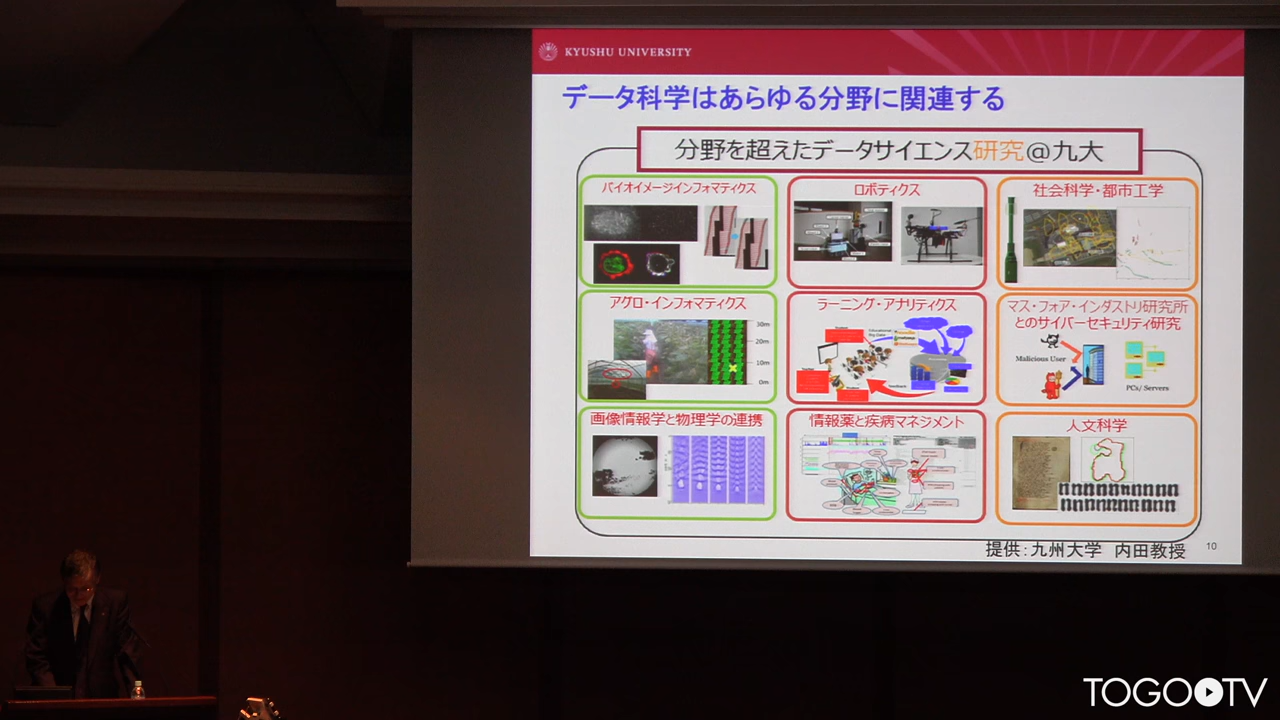 KYUSHU UNIVERSITY
データ科学はあらゆる分野に関連する
分野を超えたデータサイエンス研究@九大
バイオイメージインフォマティクス
ロボティクス
社会科学・都市工学
アグロ・インフォマティクス
30m
20m
10m
0m
ラーニング・アナリティクス
マス・フォア・インダストリ研究所
とのサイバーセキュリティ研究
Malicious User
PCs/ Servers
画像情報学と物理学の連携
情報薬と疾病マネジメント
人文科学
提供：九州大学 内田教授
10
TOGOTV